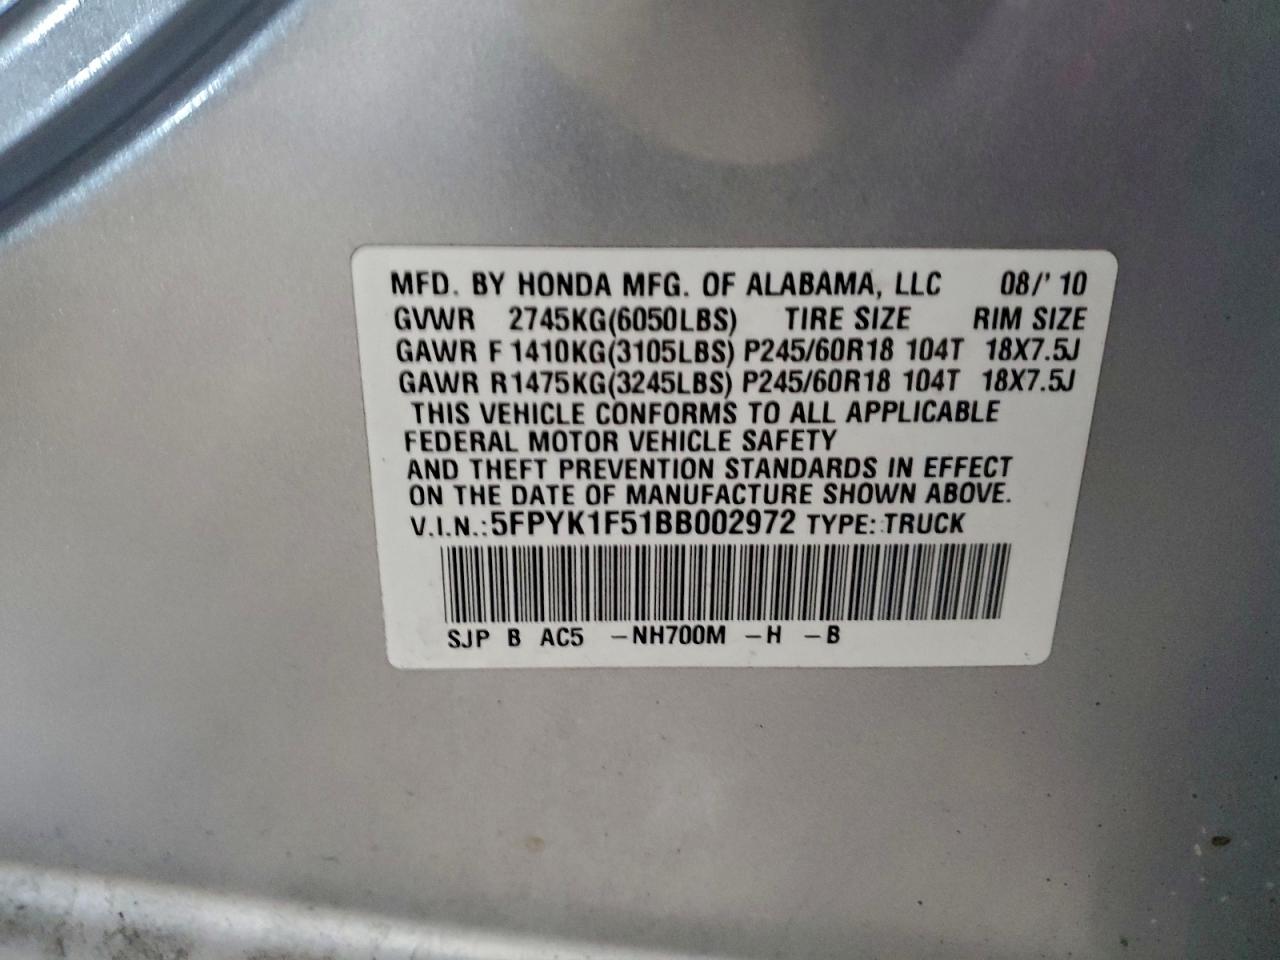 MFD. BY HONDA MFG. OF ALABAMA, LLC 08/' 10
GVWR 2745KG(6050LBS) TIRE SIZE RIM SIZE
GAWR F 1410KG(3105LBS) P245/60R18 104T 18X7.5J
GAWR R1475KG(3245LBS) P245/60R18 104T 18X7.5J
THIS VEHICLE CONFORMS TO ALL APPLICABLE
FEDERAL MOTOR VEHICLE SAFETY
AND THEFT PREVENTION STANDARDS IN EFFECT
ON THE DATE OF MANUFACTURE SHOWN ABOVE.
V.I.N.:5FPYK1F51BB002972 TYPE:TRUCK
SJP B AC5 -NH700M -H -B